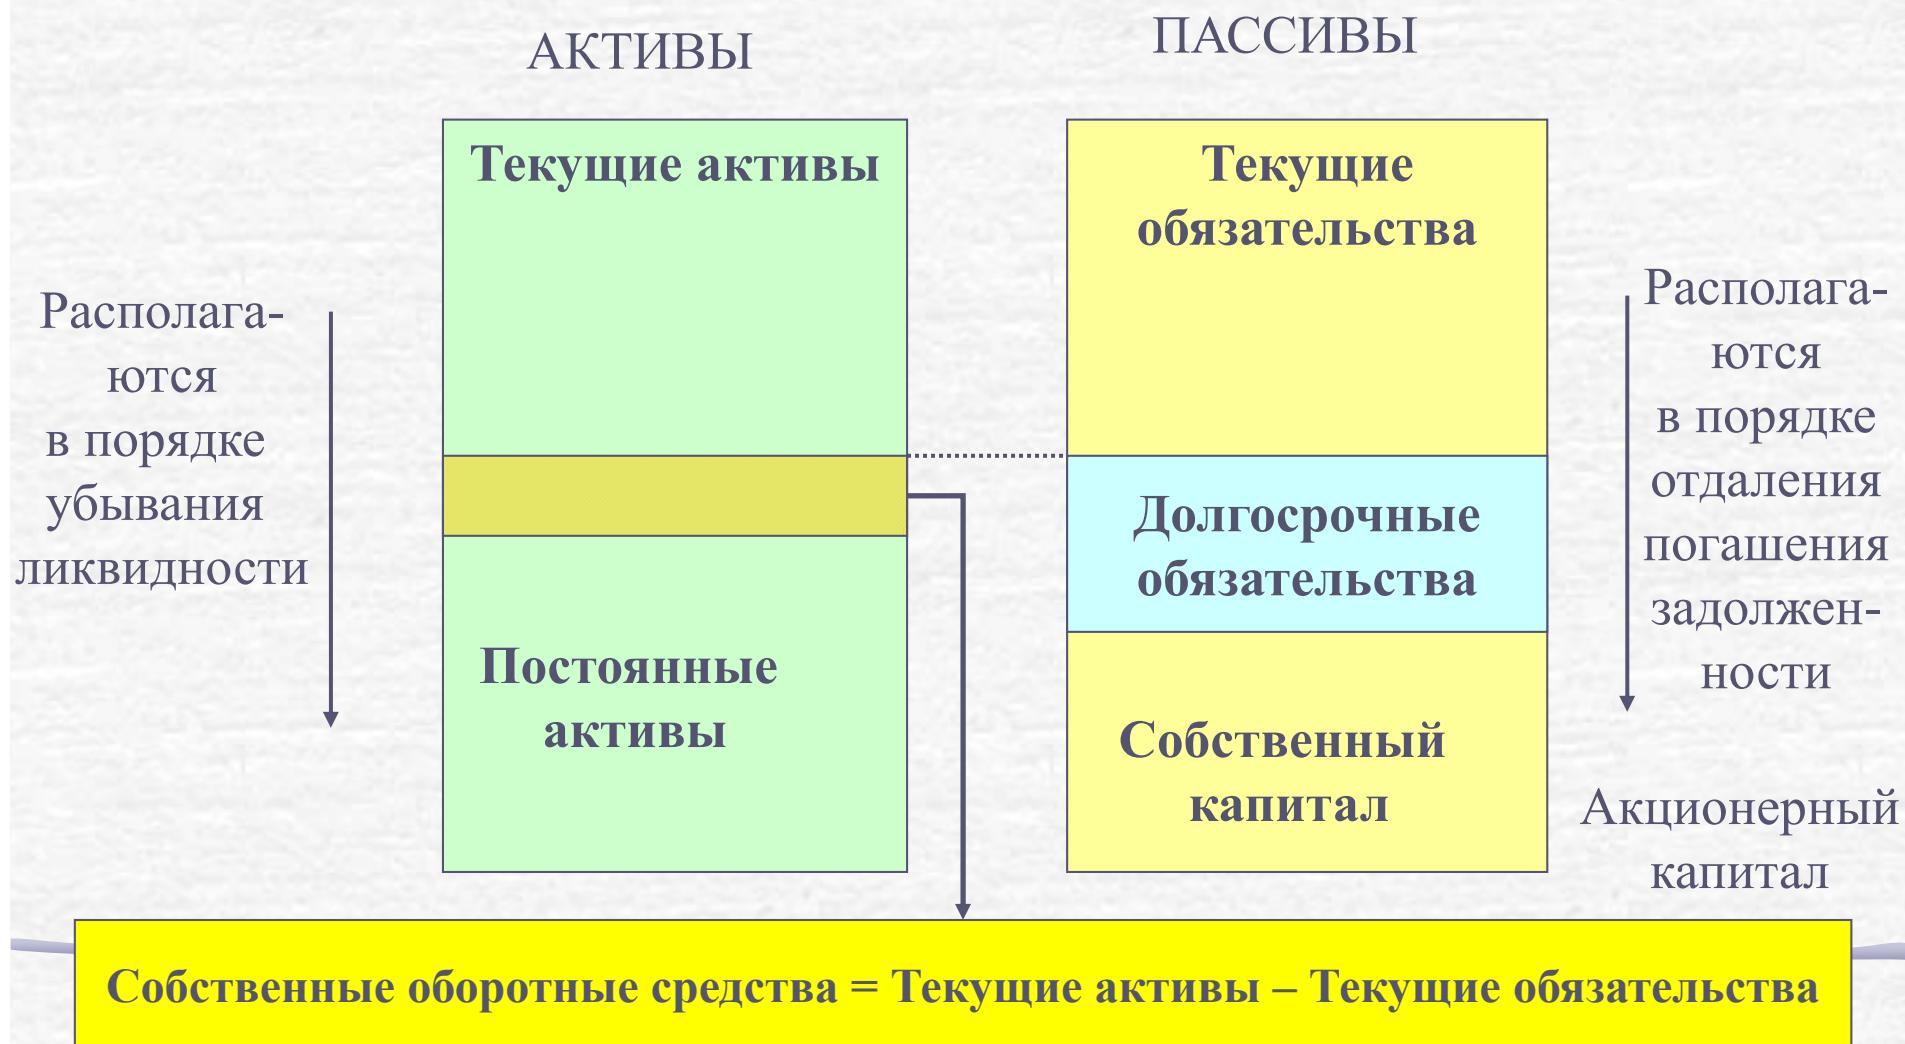 АКТИВЫ
ПАССИВЫ
Текущие активы
Текущие
обязательства
Располага-
ются
в порядке
убывания
ликвидности
Располага-
ются
в порядке
отдаления
погашения
задолжен-
ности
Долгосрочные
обязательства
Постоянные
активы
Собственный
капитал
Акционерный
капитал
Собственные оборотные средства = Текущие активы – Текущие обязательства